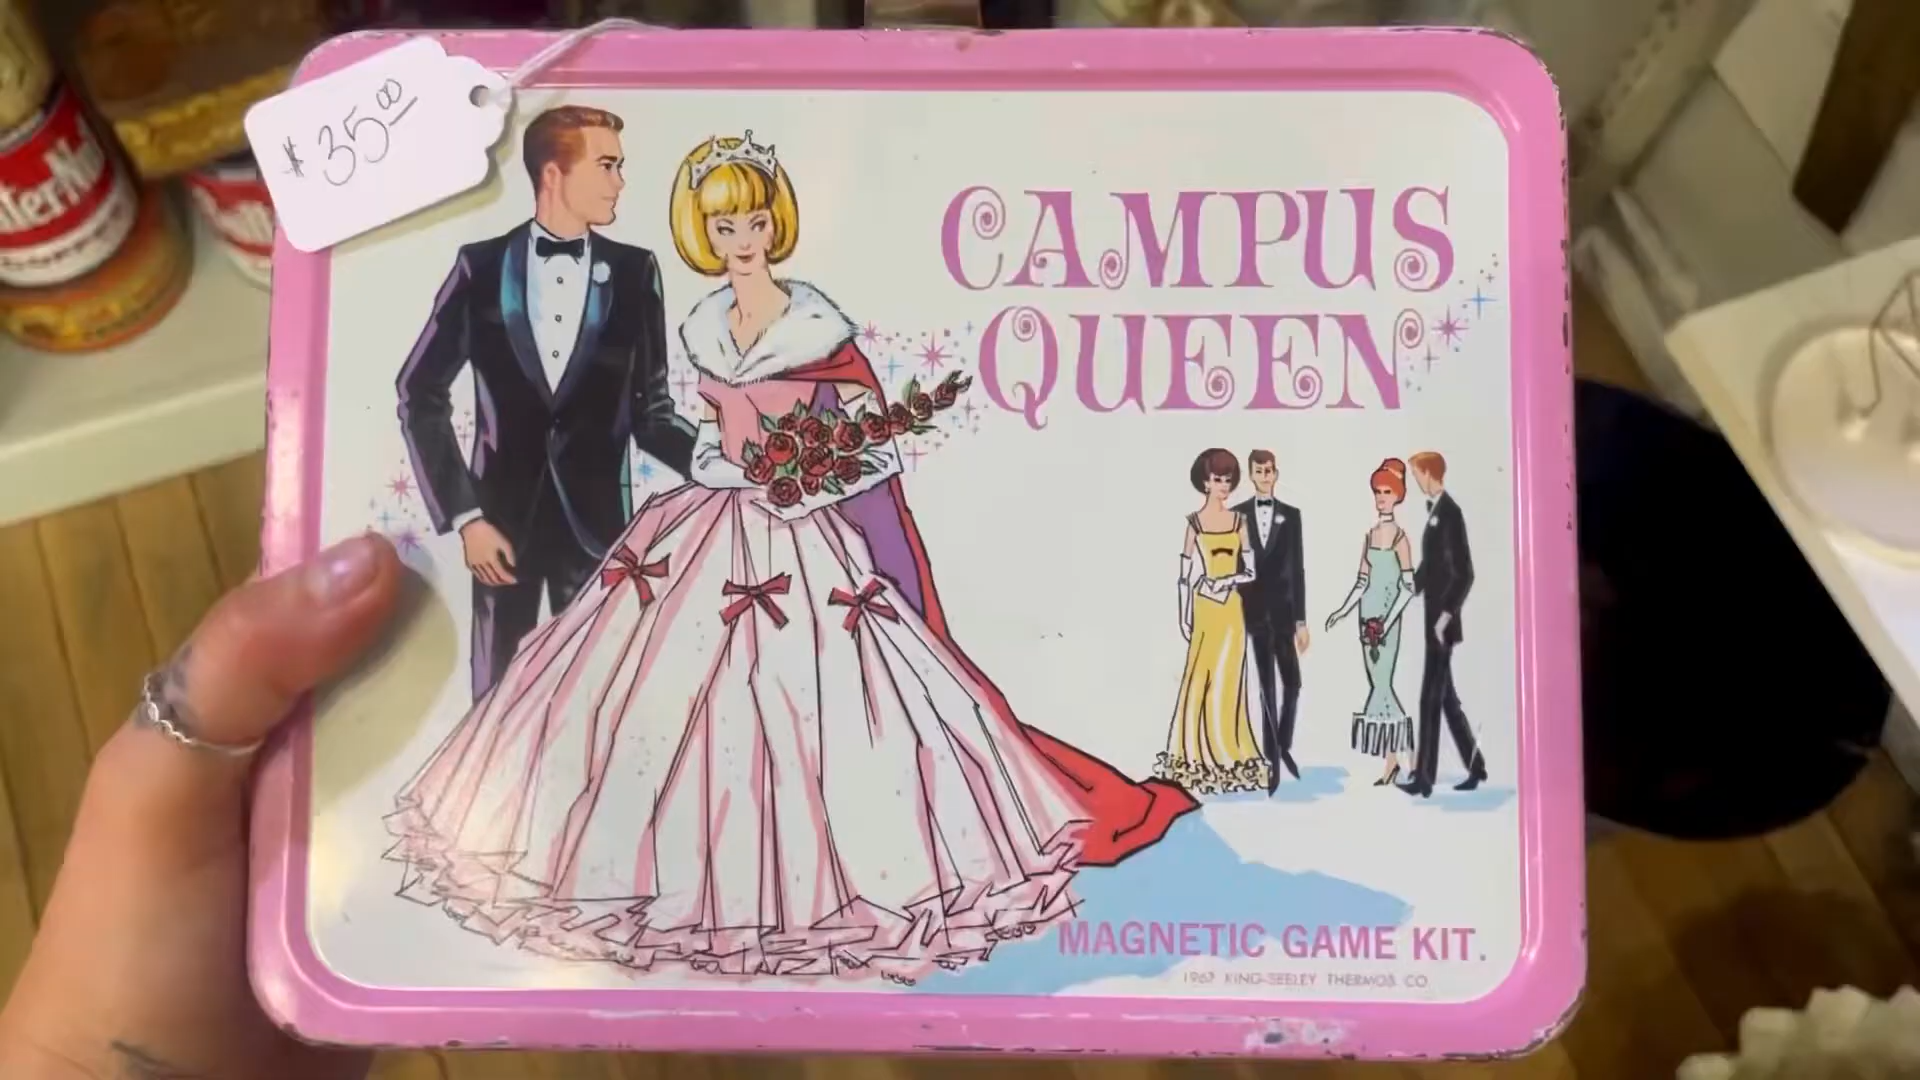 $35.00
CAMPUS
QUEEN
MAGNETIC GAME KIT.
1967 KING-SEELEY THERMOS CO